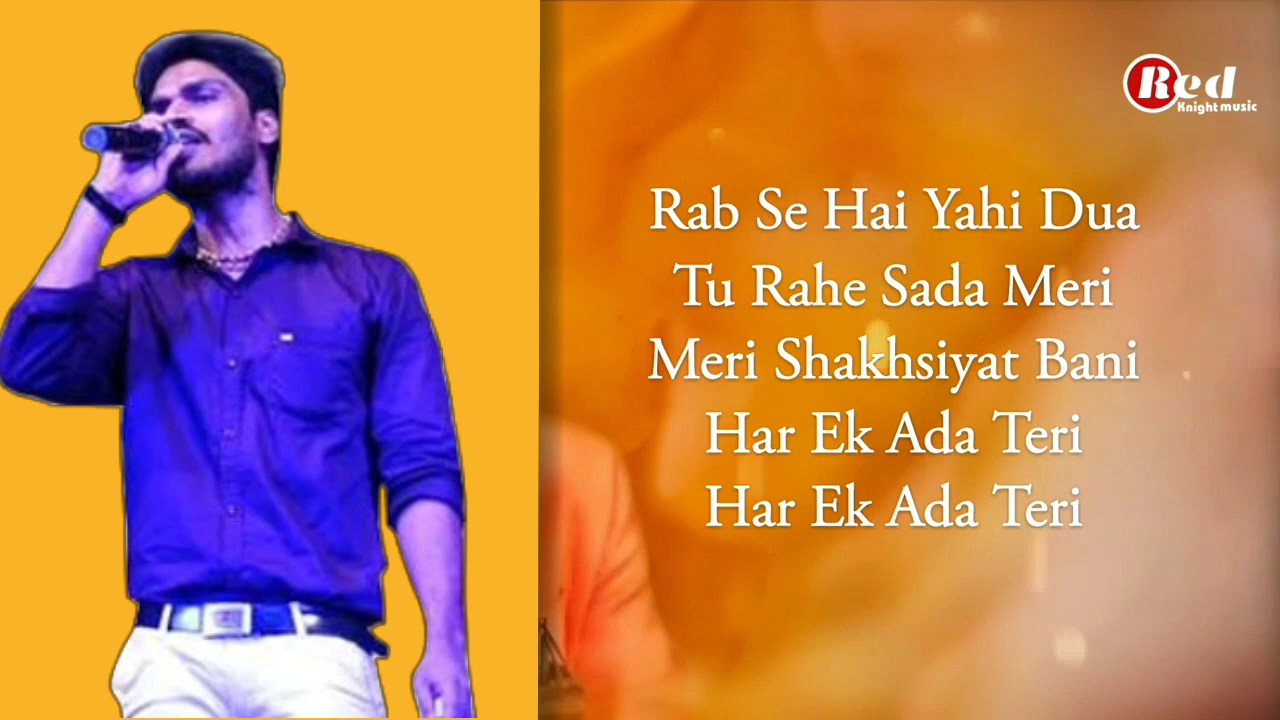 Red
Knight music
Rab Se Hai Yahi Dua
Tu Rahe Sada Meri
Meri Shakhsiyat Bani
Har Ek Ada Teri
Har Ek Ada Teri